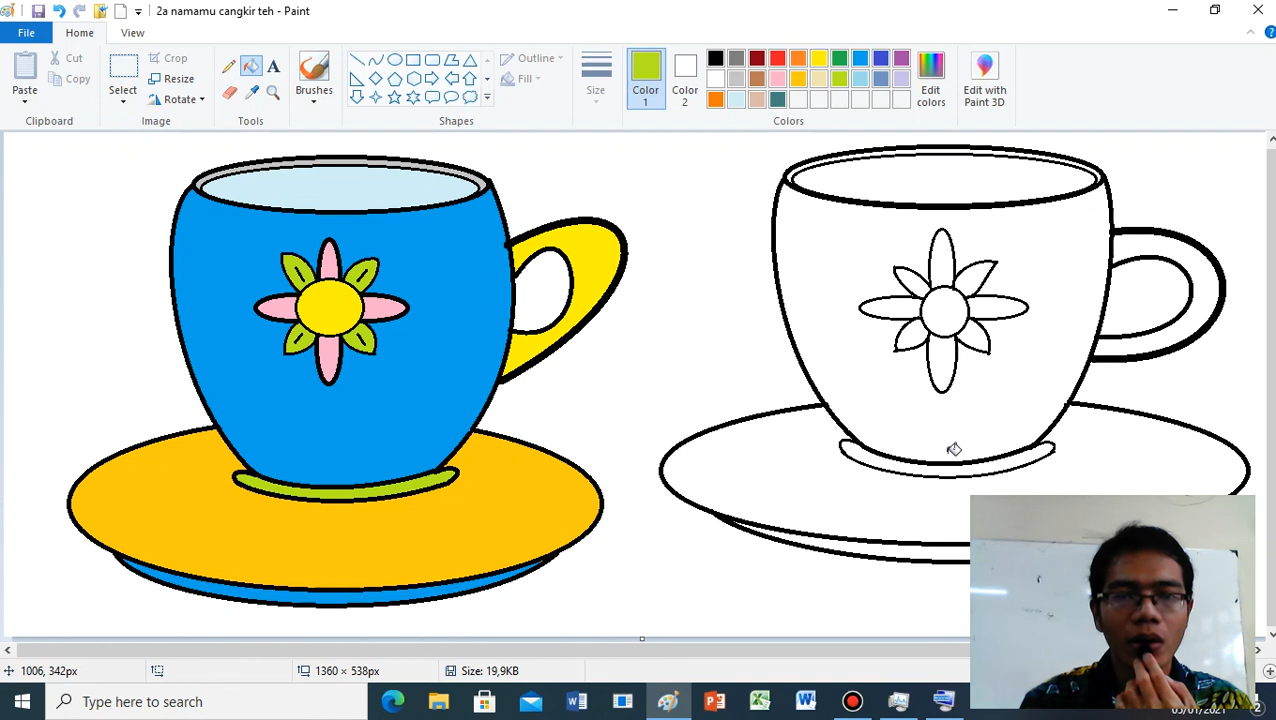 2a namamu cangkir teh - Paint
File
Home
View
Paste
Cut
Copy
Clipboard
Select
Crop
Resize
Rotate
Image
A
Tools
Brushes
Outline
Fill
Shapes
Size
Color
1
Color
2
Edit
colors
Colors
Edit with
Paint 3D
1006, 342px
1360 × 538px
Size: 19,9KB
Type here to search
2